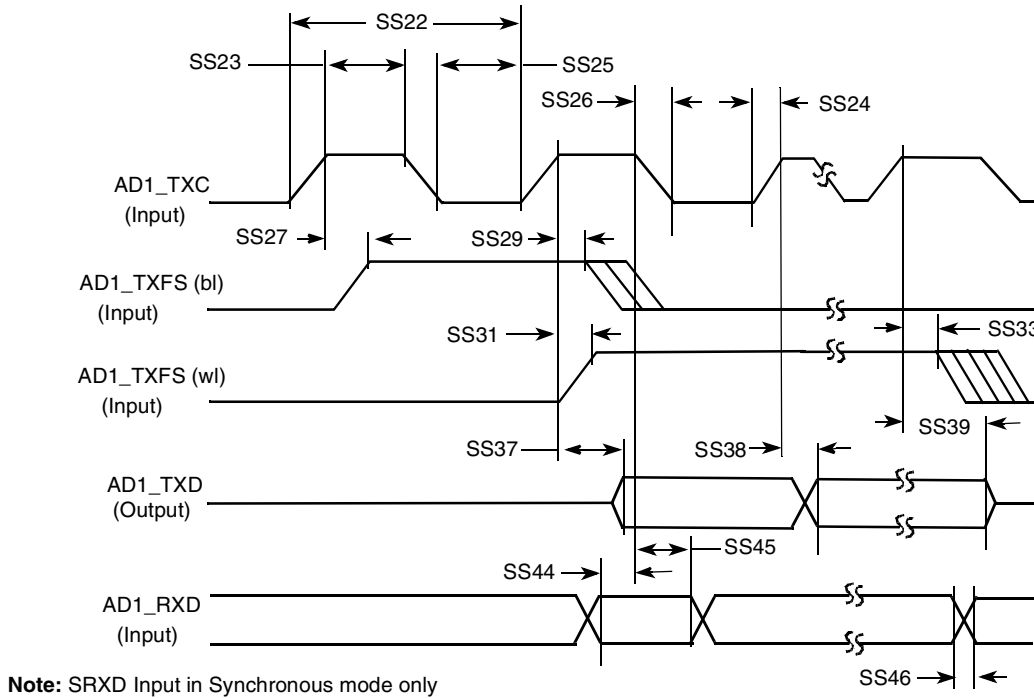 SS22
SS23
SS25
SS26
SS24
AD1_TXC
(Input)
SS27
SS29
AD1_TXFS (bl)
(Input)
SS31
SS33
AD1_TXFS (wl)
(Input)
SS39
SS37
SS38
AD1_TXD
(Output)
SS45
SS44
AD1_RXD
(Input)
SS46
Note: SRXD Input in Synchronous mode only